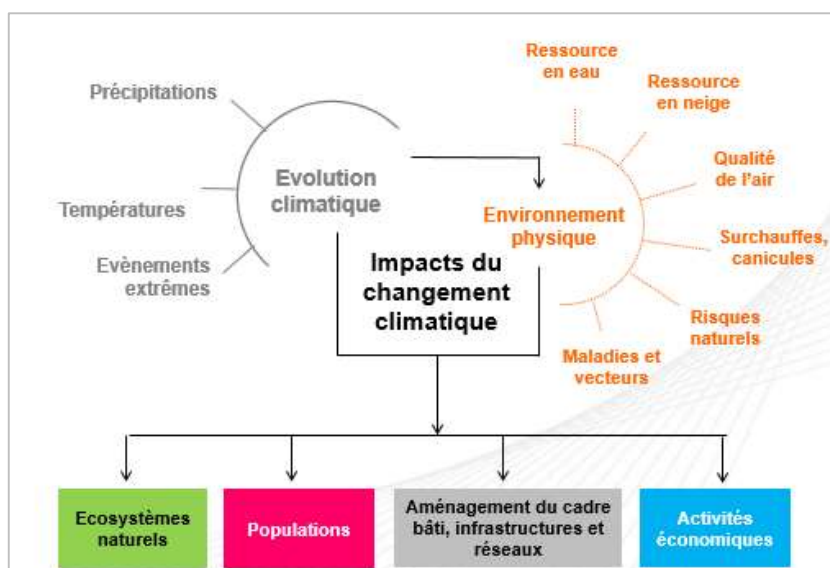 Précipitations
Températures
Evènements
extrêmes
Evolution
climatique
Impacts du
changement
climatique
Environnement
physique
Ressource
en eau
Ressource
en neige
Qualité
de l'air
Surchauffes,
canicules
Risques
naturels
Maladies et
vecteurs
Ecosystèmes
naturels
Populations
Aménagement du cadre
bâti, infrastructures et
réseaux
Activités
économiques